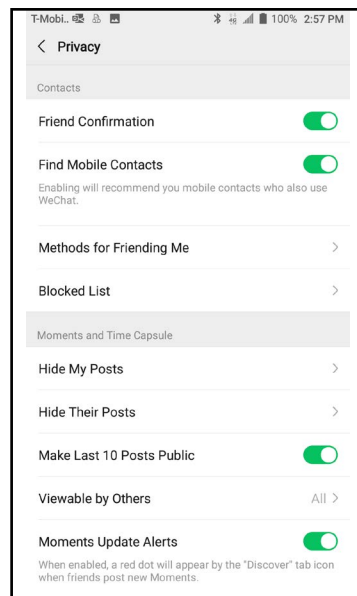 T-Mobi.. 100% 2:57 PM
Privacy
Contacts
Friend Confirmation
Find Mobile Contacts
Enabling will recommend you mobile contacts who also use
WeChat.
Methods for Friending Me
Blocked List
Moments and Time Capsule
Hide My Posts
Hide Their Posts
Make Last 10 Posts Public
Viewable by Others All
Moments Update Alerts
When enabled, a red dot will appear by the "Discover" tab icon
when friends post new Moments.